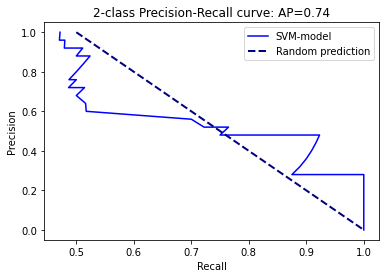 2-class Precision-Recall curve: AP=0.74
SVM-model
Random prediction
Precision
1.0
0.8
0.6
0.4
0.2
0.0
0.5
0.6
0.7
0.8
0.9
1.0
Recall